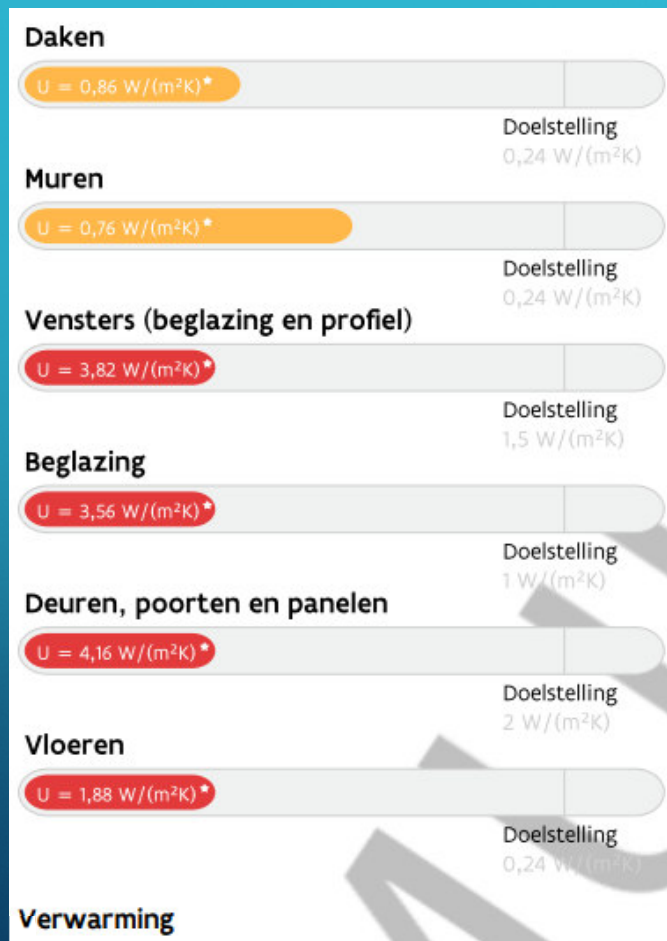 Daken
U = 0,86 W/(m²K)*
Doelstelling
0,24 W/(m²K)
Muren
U = 0,76 W/(m²K)*
Doelstelling
0,24 W/(m²K)
Vensters (beglazing en profiel)
U = 3,82 W/(m²K)*
Doelstelling
1,5 W/(m²K)
Beglazing
U = 3,56 W/(m²K)*
Doelstelling
1 W/(m²K)
Deuren, poorten en panelen
U = 4,16 W/(m²K)*
Doelstelling
2 W/(m²K)
Vloeren
U = 1,88 W/(m²K)*
Doelstelling
0,24 W/(m²K)
Verwarming